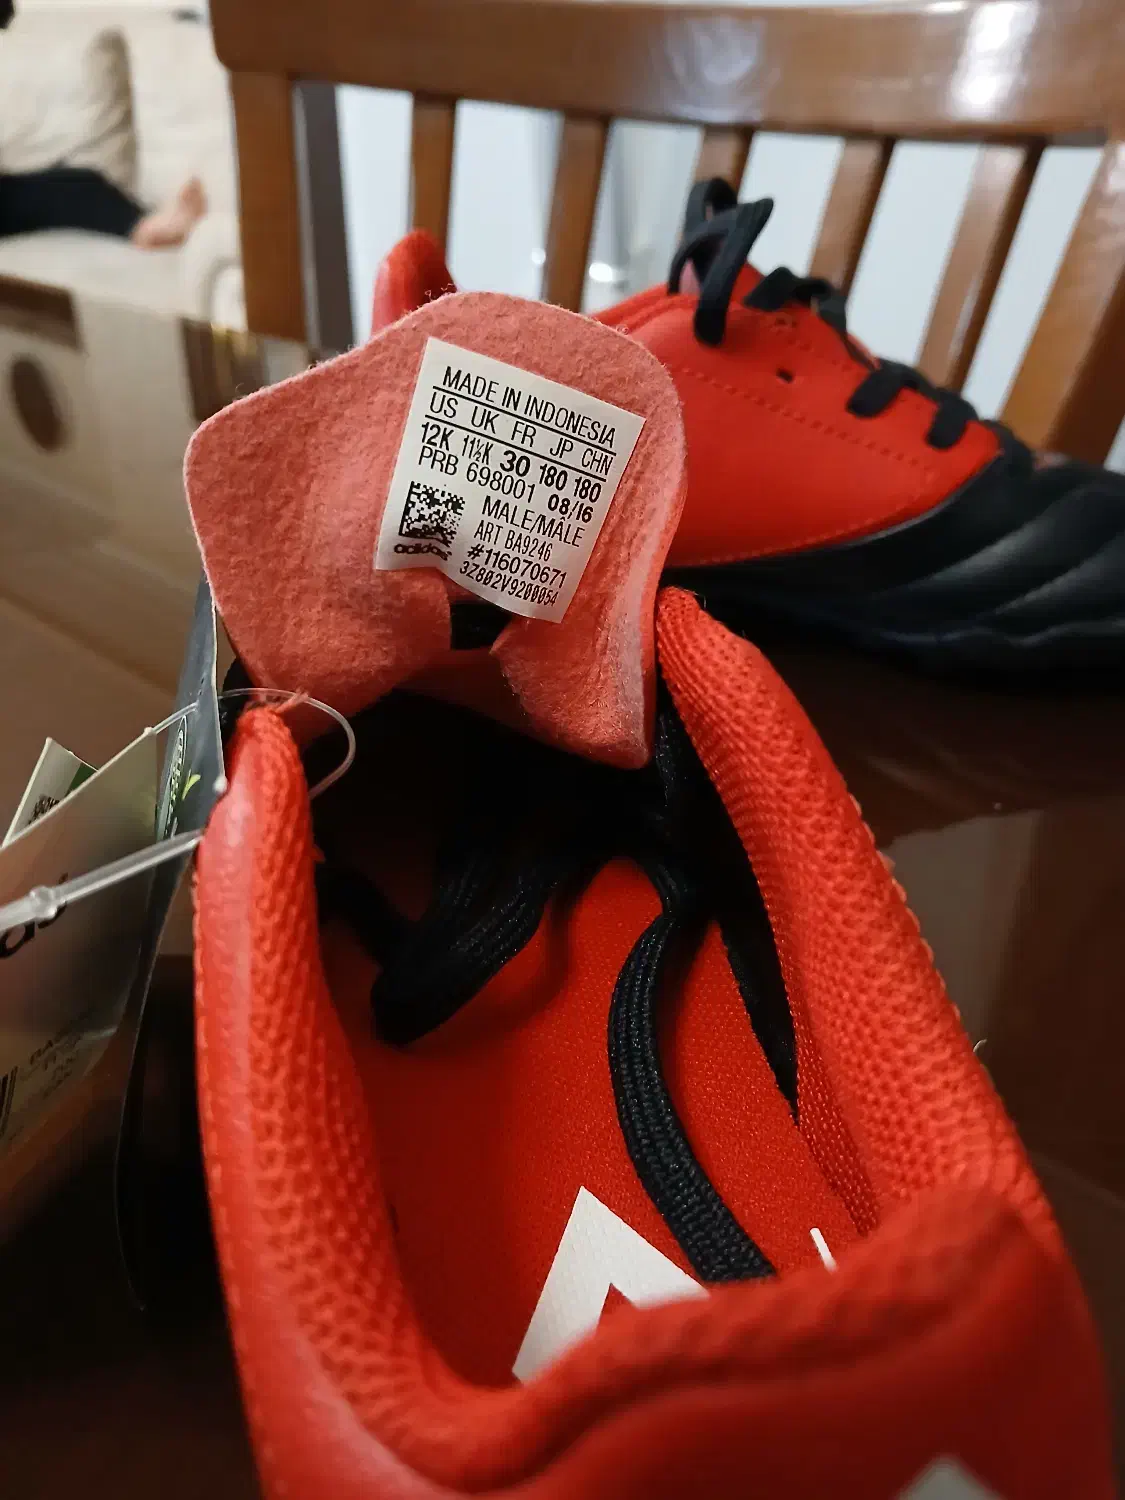 MADE IN INDONESIA
US UK FR JP CHN
12K 11½K 30 180 180
PRB 698001 08/16
MALE/MÂLE
ART BA9246
#116070671
3Z802V9200054
adidas